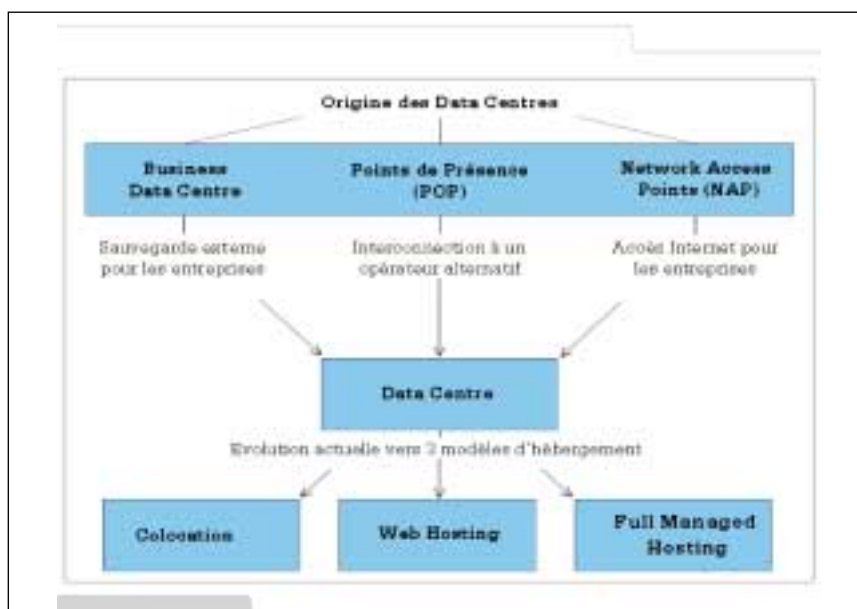 Origine des Data Centres
Business
Data Centre
Points de Présence
(POP)
Network Access
Points (NAP)
Sauvegarde externe
pour les entreprises
Interconnection à un
opérateur alternatif
Accès Internet pour
les entreprises
Data Centre
Evolution actuelle vers 3 modèles d'hébergement
Colocation
Web Hosting
Full Managed
Hosting